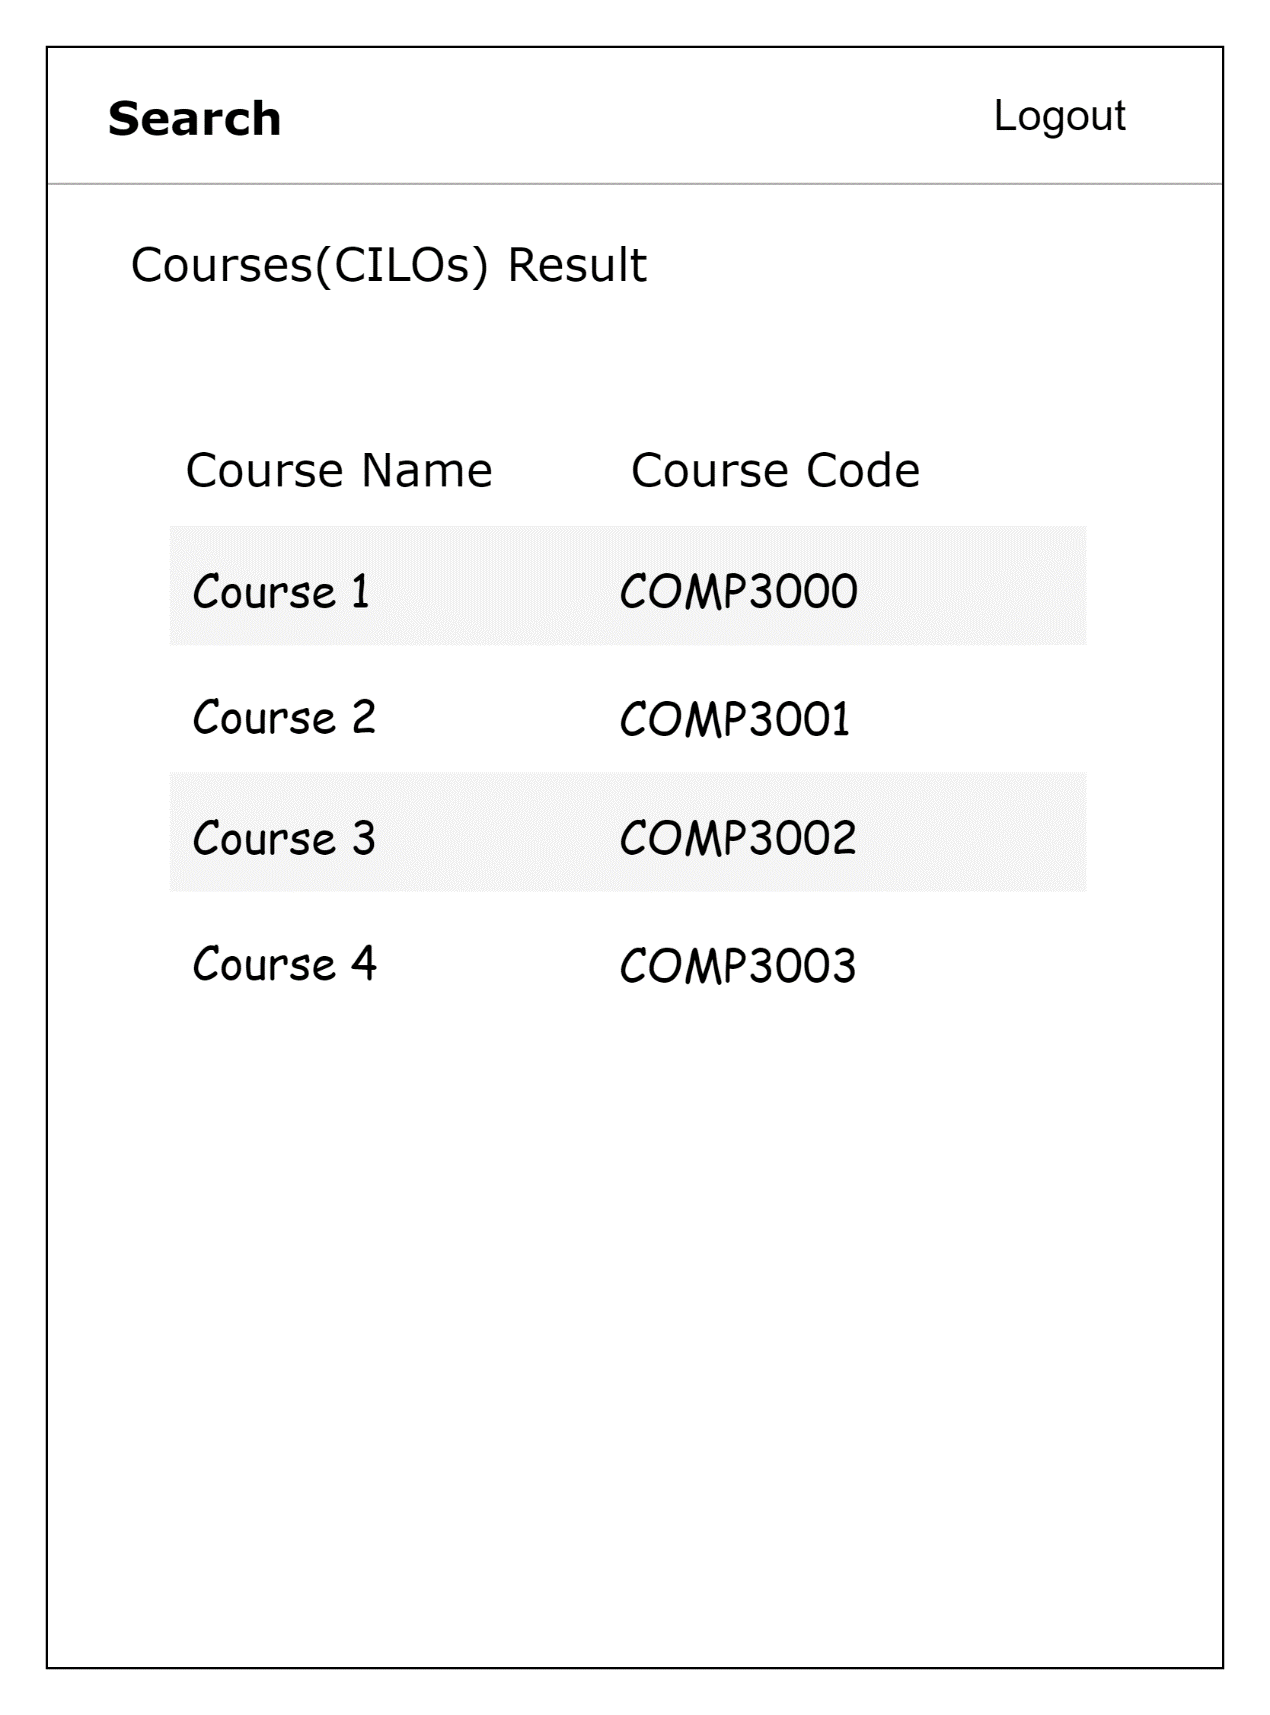 Search Logout
Courses(CILOs) Result
Course Name Course Code
Course 1 COMP3000
Course 2 COMP3001
Course 3 COMP3002
Course 4 COMP3003